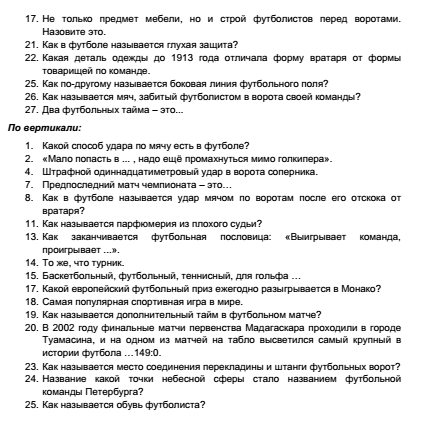 17. Не только предмет мебели, но и строй футболистов перед воротами.
Назовите это.
21. Как в футболе называется глухая защита?
22. Какая деталь одежды до 1913 года отличала форму вратаря от формы
товарищей по команде.
25. Как по-другому называется боковая линия футбольного поля?
26. Как называется мяч, забитый футболистом в ворота своей команды?
27. Два футбольных тайма – это...
По вертикали:
1. Какой способ удара по мячу есть в футболе?
2. «Мало попасть в ... , надо ещё промахнуться мимо голкипера».
4. Штрафной одиннадцатиметровый удар в ворота соперника.
7. Предпоследний матч чемпионата – это…
8. Как в футболе называется удар мячом по воротам после его отскока от
вратаря?
11. Как называется парфюмерия из плохого судьи?
13. Как заканчивается футбольная пословица: «Выигрывает команда,
проигрывает ...».
14. То же, что турник.
15. Баскетбольный, футбольный, теннисный, для гольфа …
17. Какой европейский футбольный приз ежегодно разыгрывается в Монако?
18. Самая популярная спортивная игра в мире.
19. Как называется дополнительный тайм в футбольном матче?
20. В 2002 году финальные матчи первенства Мадагаскара проходили в городе
Туамасина, и на одном из матчей на табло высветился самый крупный в
истории футбола …149:0.
23. Как называется место соединения перекладины и штанги футбольных ворот?
24. Название какой точки небесной сферы стало названием футбольной
команды Петербурга?
25. Как называется обувь футболиста?